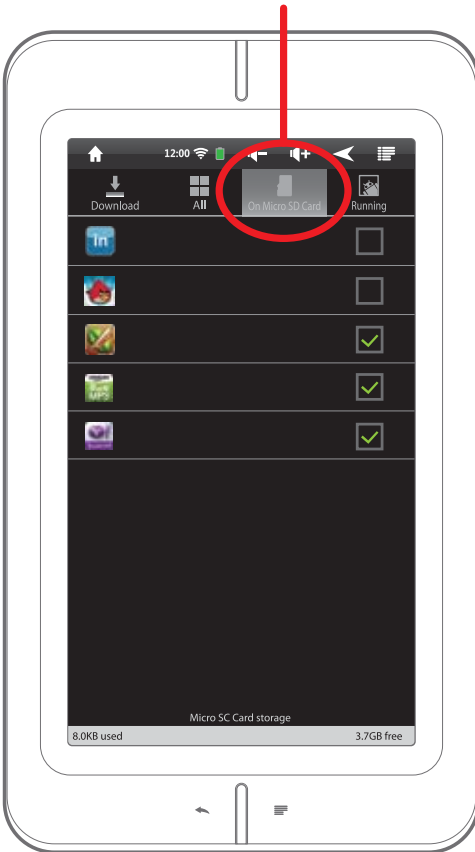 12:00
Download All On Micro SD Card Running
in
Micro SC Card storage
8.0KB used 3.7GB free